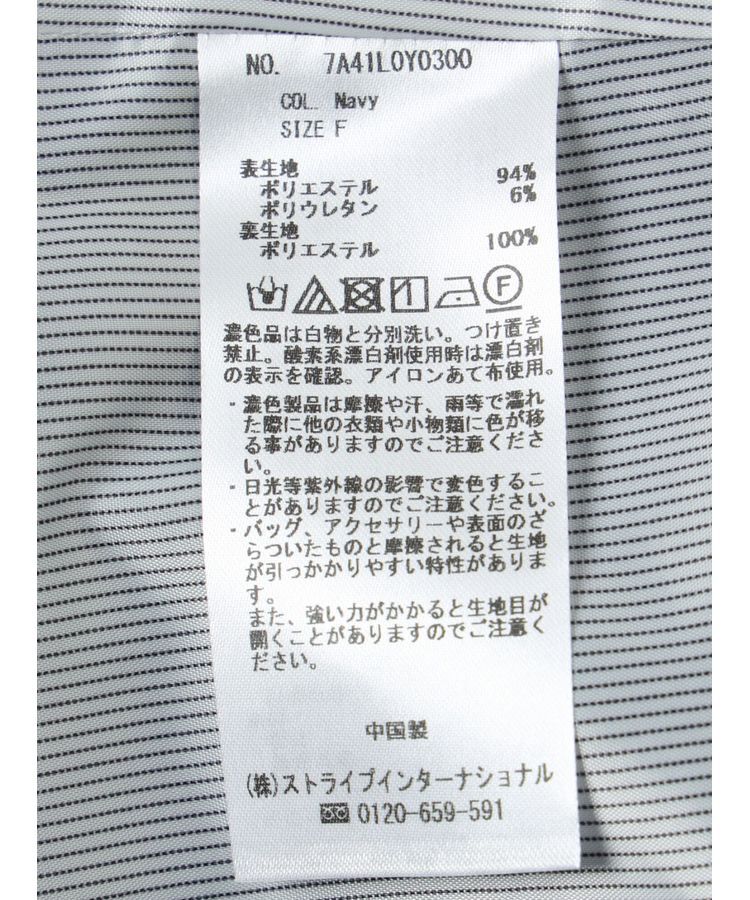 NO. 7A41L0Y0300
COL. Navy
SIZE F
表生地
ポリエステル 94%
ポリウレタン 6%
裏生地
ポリエステル 100%
F
濃色品は白物と分別洗い。つけ置き
禁止。酸素系漂白剤使用時は漂白剤
の表示を確認。アイロンあて布使用。
・濃色製品は摩擦や汗、雨等で濡れ
た際に他の衣類や小物類に色が移
る事がありますのでご注意くださ
い。
・日光等紫外線の影響で変色するこ
とがありますのでご注意ください。
・バッグ、アクセサリーや表面のざ
らついたものと摩擦されると生地
が引っかかりやすい特性がありま
す。
また、強い力がかかると生地目が
開くことがありますのでご注意く
ださい。
中国製
(株)ストライプインターナショナル
0120-659-591